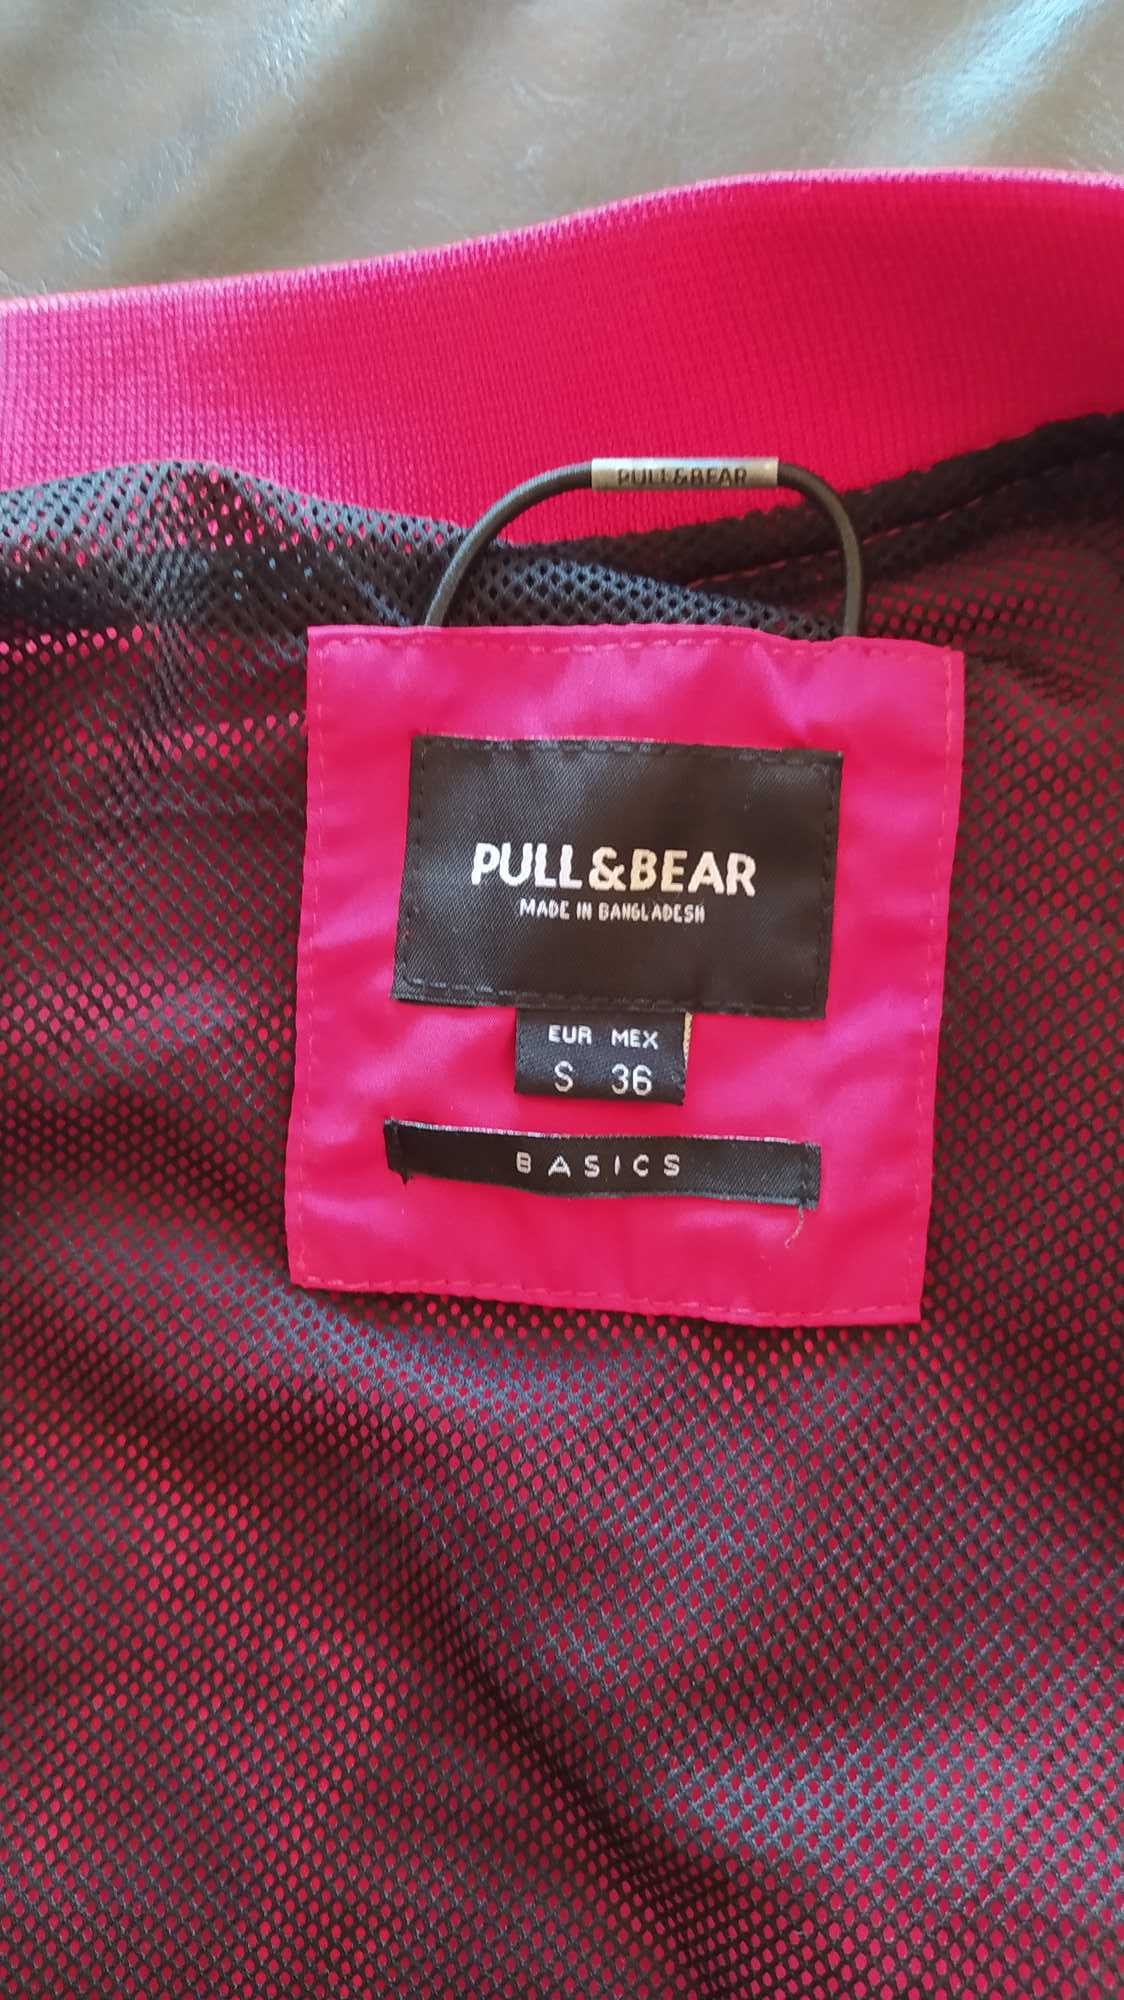 PULL&BEAR
PULL&BEAR
MADE IN BANGLADESH
EUR MEX
S 36
BASICS